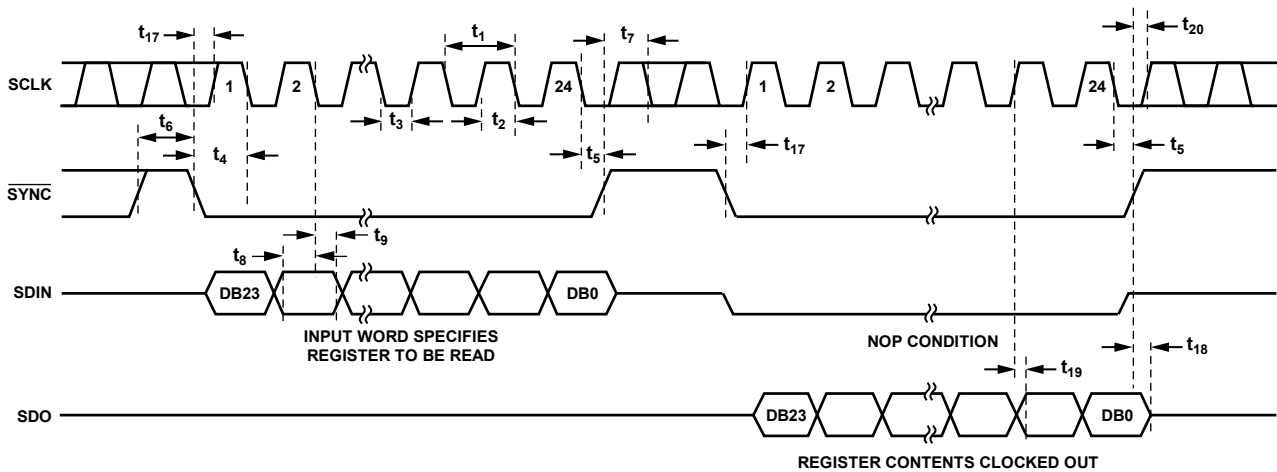 t17
t1
t7
t20
SCLK
1
2
24
1
2
24
t6
t4
t3
t2
t5
t17
t5
SYNC
t8
t9
SDIN
DB23
DB0
INPUT WORD SPECIFIES
REGISTER TO BE READ
NOP CONDITION
t19
t18
SDO
DB23
DB0
REGISTER CONTENTS CLOCKED OUT